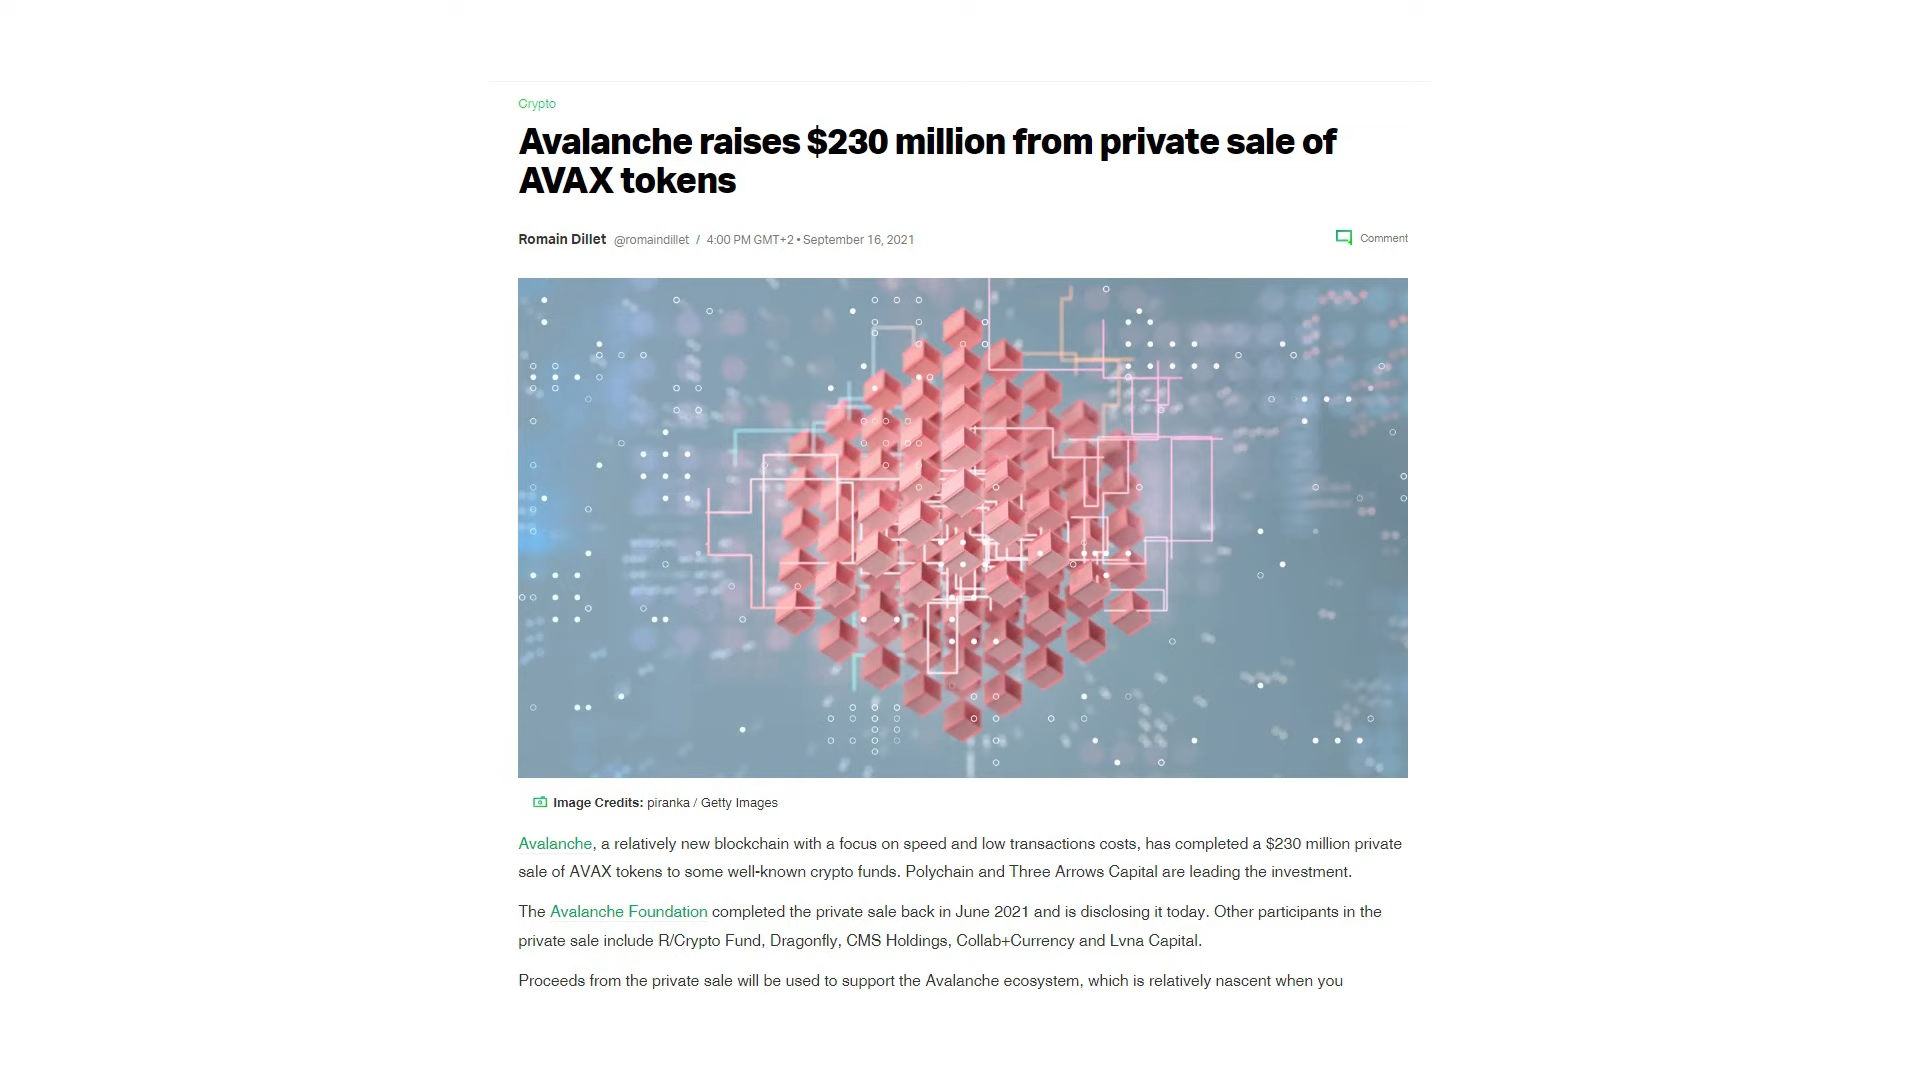 Crypto
Avalanche raises $230 million from private sale of
AVAX tokens
Romain Dillet @romaindillet / 4:00 PM GMT+2 • September 16, 2021
Comment
Image Credits: piranka / Getty Images
Avalanche, a relatively new blockchain with a focus on speed and low transactions costs, has completed a $230 million private
sale of AVAX tokens to some well-known crypto funds. Polychain and Three Arrows Capital are leading the investment.
The Avalanche Foundation completed the private sale back in June 2021 and is disclosing it today. Other participants in the
private sale include R/Crypto Fund, Dragonfly, CMS Holdings, Collab+Currency and Lvna Capital.
Proceeds from the private sale will be used to support the Avalanche ecosystem, which is relatively nascent when you